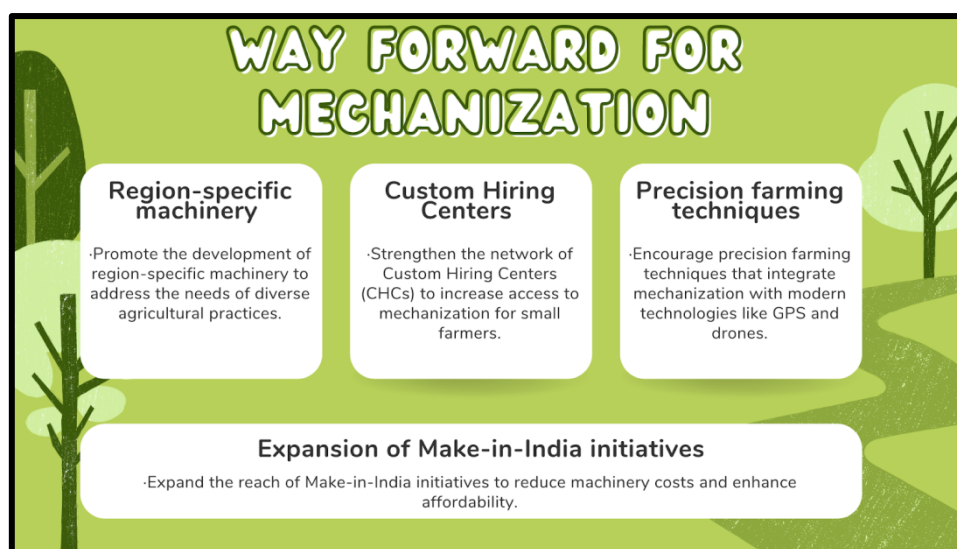 WAY FORWARD FOR
MECHANIZATION
Region-specific
machinery
·Promote the development of
region-specific machinery to
address the needs of diverse
agricultural practices.
Custom Hiring
Centers
·Strengthen the network of
Custom Hiring Centers
(CHCs) to increase access to
mechanization for small
farmers.
Precision farming
techniques
·Encourage precision farming
techniques that integrate
mechanization with modern
technologies like GPS and
drones.
Expansion of Make-in-India initiatives
·Expand the reach of Make-in-India initiatives to reduce machinery costs and enhance
affordability.